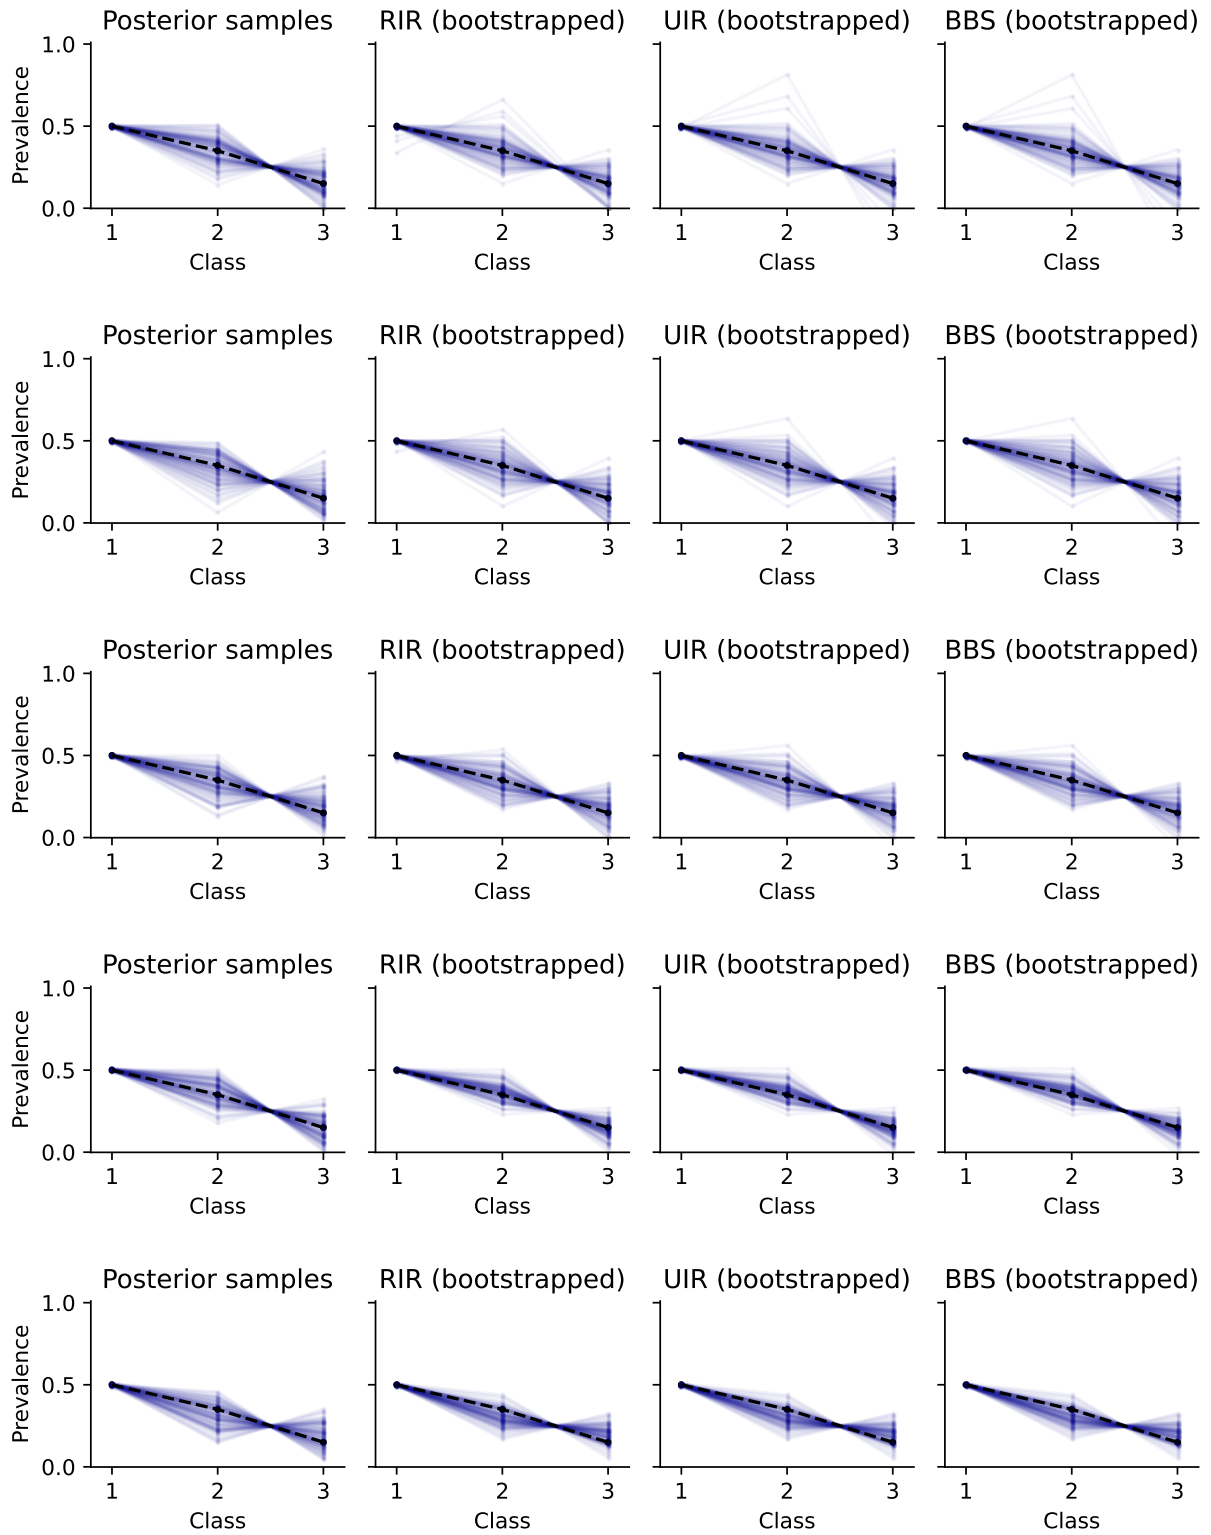 Posterior samples RIR (bootstrapped) UIR (bootstrapped) BBS (bootstrapped)
1.0
0.5
0.0
Prevalence
1 2 3 1 2 3 1 2 3 1 2 3
Class Class Class Class
Posterior samples RIR (bootstrapped) UIR (bootstrapped) BBS (bootstrapped)
1.0
0.5
0.0
Prevalence
1 2 3 1 2 3 1 2 3 1 2 3
Class Class Class Class
Posterior samples RIR (bootstrapped) UIR (bootstrapped) BBS (bootstrapped)
1.0
0.5
0.0
Prevalence
1 2 3 1 2 3 1 2 3 1 2 3
Class Class Class Class
Posterior samples RIR (bootstrapped) UIR (bootstrapped) BBS (bootstrapped)
1.0
0.5
0.0
Prevalence
1 2 3 1 2 3 1 2 3 1 2 3
Class Class Class Class
Posterior samples RIR (bootstrapped) UIR (bootstrapped) BBS (bootstrapped)
1.0
0.5
0.0
Prevalence
1 2 3 1 2 3 1 2 3 1 2 3
Class Class Class Class